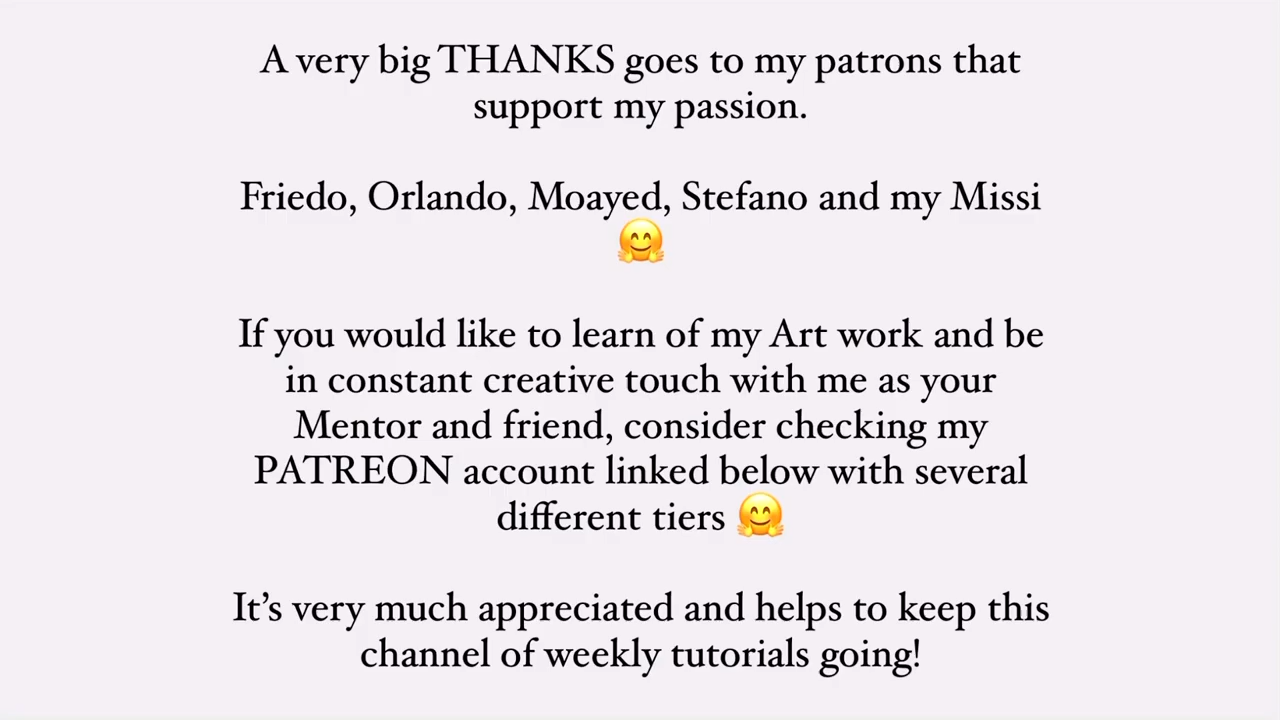 A very big THANKS goes to my patrons that
support my passion.
Friedo, Orlando, Moayed, Stefano and my Missi
🤗
If you would like to learn of my Art work and be
in constant creative touch with me as your
Mentor and friend, consider checking my
PATREON account linked below with several
different tiers 🤗
It’s very much appreciated and helps to keep this
channel of weekly tutorials going!